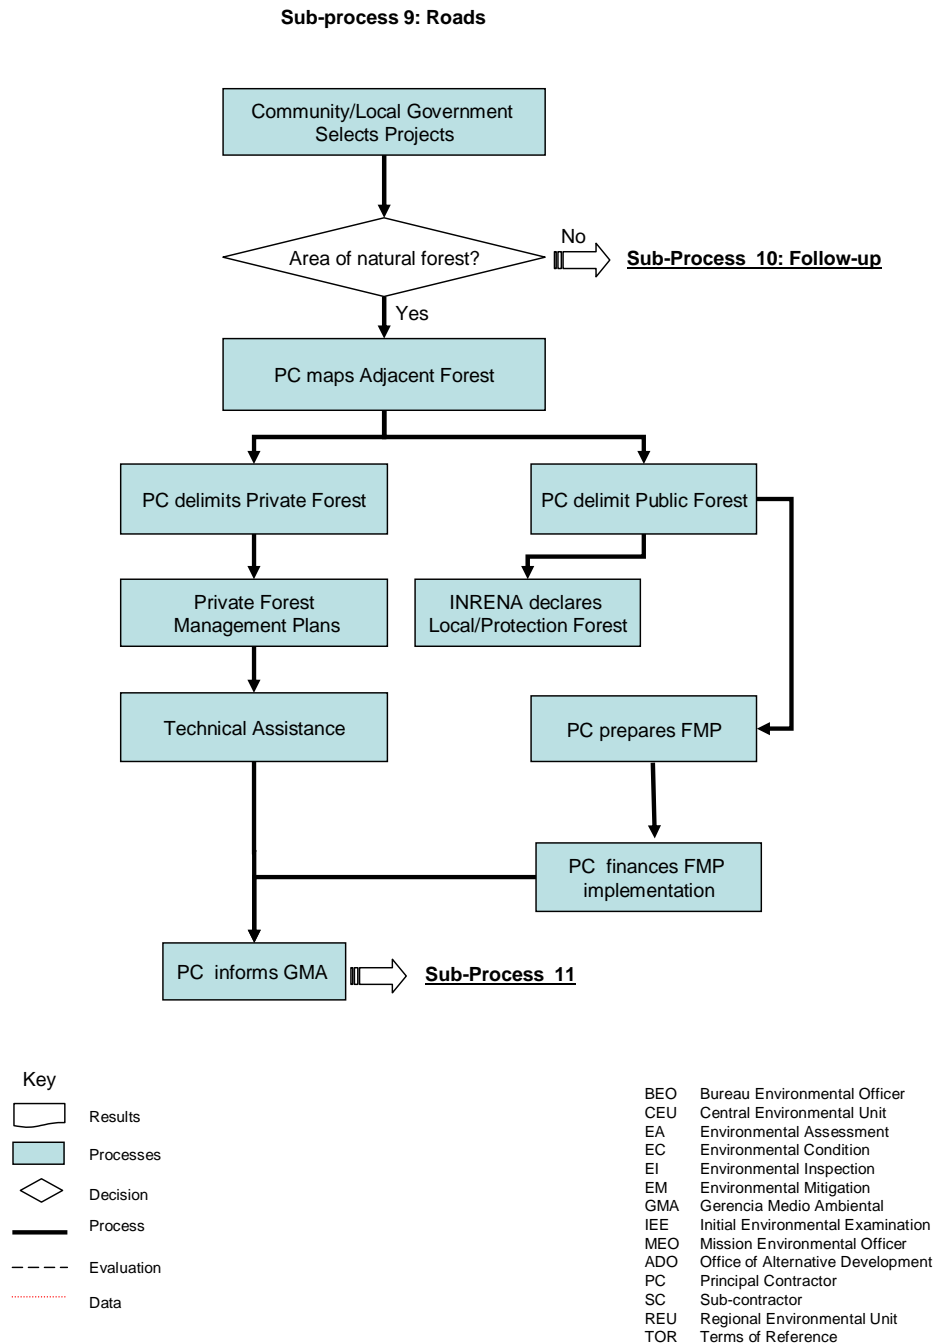 Sub-process 9: Roads
Community/Local Government
Selects Projects
Area of natural forest?
No
Sub-Process 10: Follow-up
Yes
PC maps Adjacent Forest
PC delimits Private Forest
PC delimit Public Forest
Private Forest
Management Plans
INRENA declares
Local/Protection Forest
Technical Assistance
PC prepares FMP
PC finances FMP
implementation
PC informs GMA
Sub-Process 11
Key
Results
Processes
Decision
Process
Evaluation
Data
BEO Bureau Environmental Officer
CEU Central Environmental Unit
EA Environmental Assessment
EC Environmental Condition
EI Environmental Inspection
EM Environmental Mitigation
GMA Gerencia Medio Ambiental
IEE Initial Environmental Examination
MEO Mission Environmental Officer
ADO Office of Alternative Development
PC Principal Contractor
SC Sub-contractor
REU Regional Environmental Unit
TOR Terms of Reference